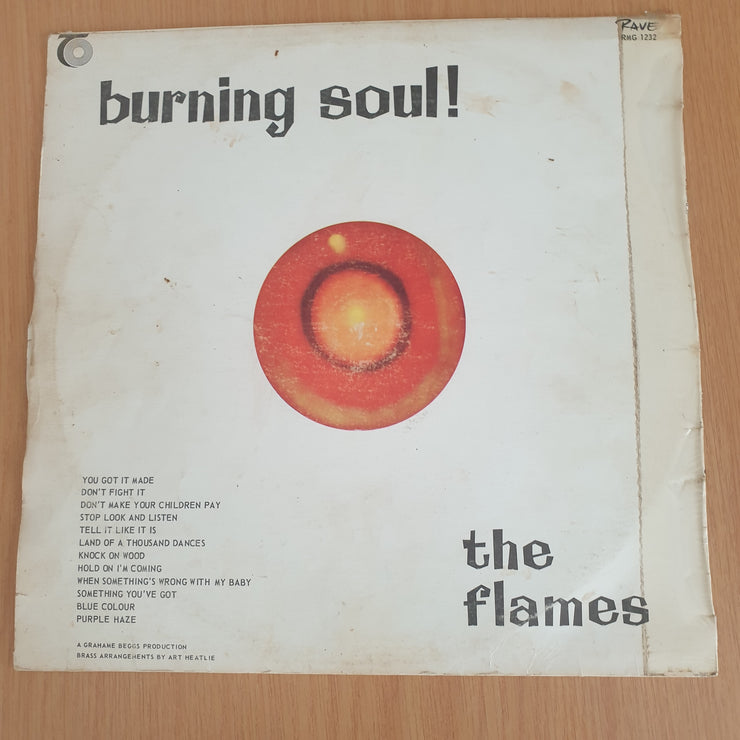 RAVE
RMG 1232
burning soul!
YOU GOT IT MADE
DON'T FIGHT IT
DON'T MAKE YOUR CHILDREN PAY
STOP LOOK AND LISTEN
TELL IT LIKE IT IS
LAND OF A THOUSAND DANCES
KNOCK ON WOOD
HOLD ON I'M COMING
WHEN SOMETHING'S WRONG WITH MY BABY
SOMETHING YOU'VE GOT
BLUE COLOUR
PURPLE HAZE
the
flames
A GRAHAME BEGGS PRODUCTION
BRASS ARRANGEMENTS BY ART HEATLIE